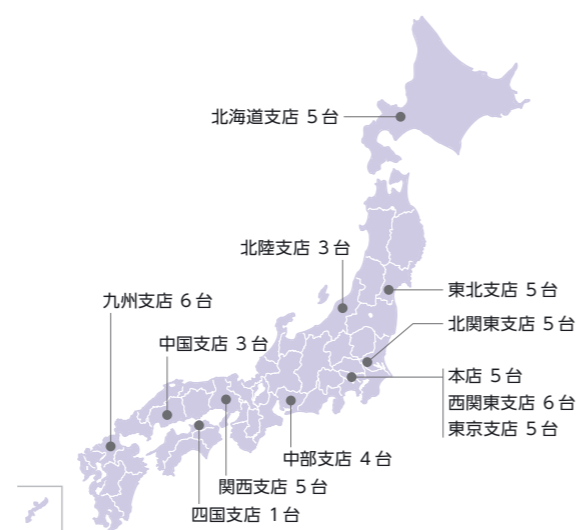 北海道支店 5台
北陸支店 3台
東北支店 5台
九州支店 6台
北関東支店 5台
中国支店 3台
本店 5台
西関東支店 6台
東京支店 5台
中部支店 4台
関西支店 5台
四国支店 1台